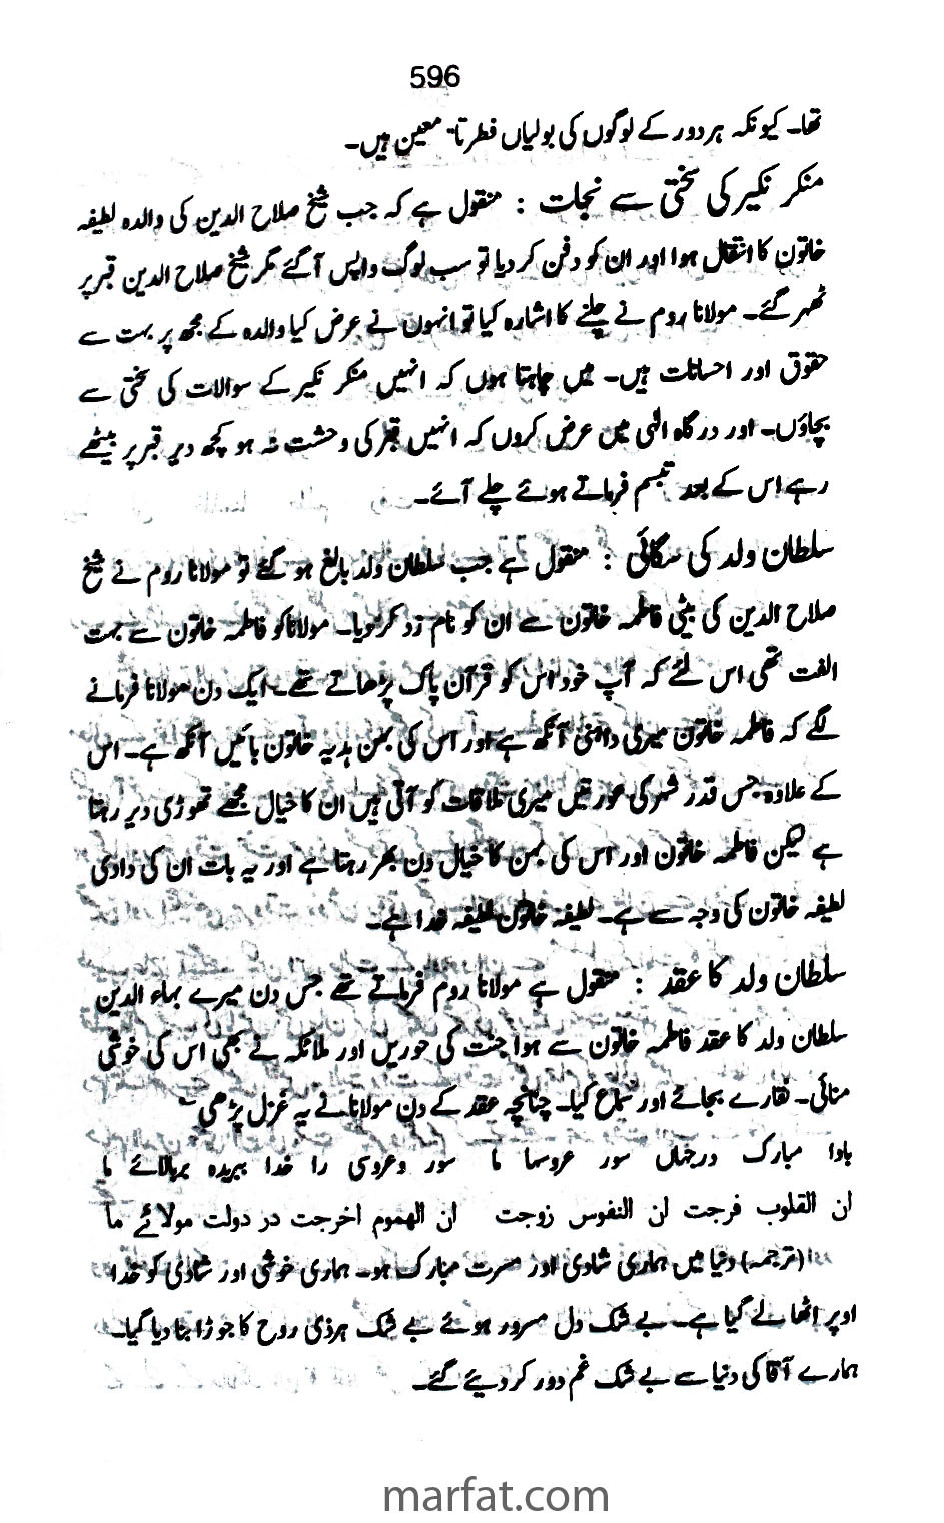 596
تھا۔ کیونکہ ہر دور کے لوگوں کی بولیاں فطرتاً معین ہیں۔
منکر نکیر کی سختی سے نجات : منقول ہے کہ جب شیخ صلاح الدین کی والدہ لطیفہ
خاتون کا انتقال ہوا اور ان کو دفن کر دیا تو سب لوگ واپس آ گئے مگر شیخ صلاح الدین قبر پر
ٹھہر گئے۔ مولانا روم نے چلنے کا اشارہ کیا تو انہوں نے عرض کیا والدہ کے مجھ پر بہت سے
حقوق اور احسانات ہیں۔ میں چاہتا ہوں کہ انہیں منکر نکیر کے سوالات کی سختی سے
بچاؤں۔ اور درگاہ الٰہی میں عرض کروں کہ انہیں قبر کی وحشت نہ ہو کچھ دیر قبر پر بیٹھے
رہے اس کے بعد تبسم فرماتے ہوئے چلے آئے۔
سلطان ولد کی سگائی : منقول ہے جب سلطان ولد بالغ ہو گئے تو مولانا روم نے شیخ
صلاح الدین کی بیٹی فاطمہ خاتون سے ان کو نام زد کر دیا۔ مولانا کو فاطمہ خاتون سے بہت
الفت تھی اس لئے کہ آپ خود اس کو قرآن پاک پڑھاتے تھے۔ ایک دن مولانا فرمانے
لگے کہ فاطمہ خاتون میری داہنی آنکھ ہے اور اس کی بہن ہدیہ خاتون بائیں آنکھ ہے۔ اس
کے علاوہ جس قدر شہر کی عورتیں میری ملاقات کو آتی ہیں ان کا خیال مجھے تھوڑی دیر رہتا
ہے لیکن فاطمہ خاتون اور اس کی بہن کا خیال دن بھر رہتا ہے اور یہ بات ان کی دادی
لطیفہ خاتون کی وجہ سے ہے۔ لطیفہ خاتون لطیفہ خدا ہے۔
سلطان ولد کا عقد : منقول ہے مولانا روم فرماتے تھے جس دن میرے بہاء الدین
سلطان ولد کا عقد فاطمہ خاتون سے ہوا جنت کی حوریں اور ملائکہ نے بھی اس کی خوشی
منائی۔ نقارے بجائے اور سماع کیا۔ چنانچہ عقد کے دن مولانا نے یہ غزل پڑھی
بادا مبارک درجہاں سور عروسہا ما سور وعروسی را خدا ببریدہ بربالائے ما
ان القلوب فرجت ان النفوس زوجت ان الھموم اخرجت در دولت مولائے ما
(ترجمہ) دنیا میں ہماری شادی اور مسرت مبارک ہو۔ ہماری خوشی اور شادی کو خدا
اوپر اٹھا لے گیا ہے۔ بے شک دل مسرور ہوئے بے شک ہر ذی روح کا جوڑا بنا دیا گیا۔
ہمارے آقا کی دنیا سے بے شک غم دور کر دیئے گئے۔
marfat.com